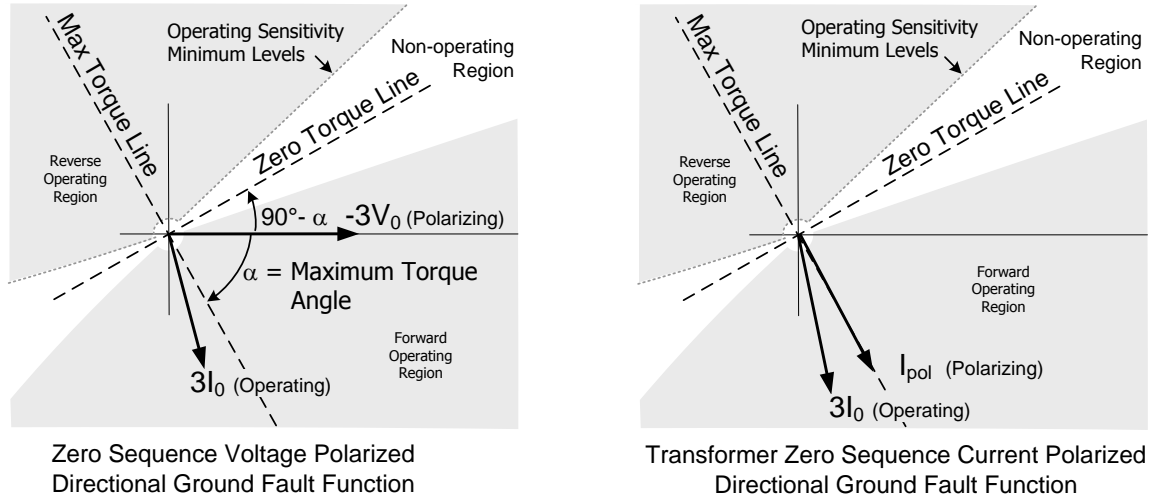 Max Torque Line
Operating Sensitivity
Minimum Levels
Non-operating
Region
Zero Torque Line
Reverse
Operating
Region
90°- α
-3V0 (Polarizing)
α = Maximum Torque
Angle
Forward
Operating
Region
3I0 (Operating)
Zero Sequence Voltage Polarized
Directional Ground Fault Function
Max Torque Line
Operating Sensitivity
Minimum Levels
Non-operating
Region
Zero Torque Line
Reverse
Operating
Region
Forward
Operating
Region
Ipol (Polarizing)
3I0 (Operating)
Transformer Zero Sequence Current Polarized
Directional Ground Fault Function